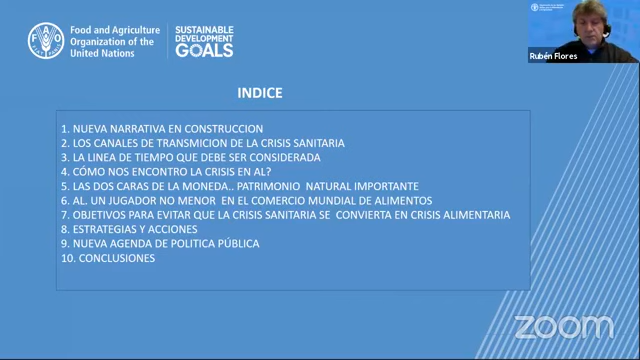 Food and Agriculture
Organization of the
United Nations
SUSTAINABLE
DEVELOPMENT
GOALS
Rubén Flores
INDICE
1. NUEVA NARRATIVA EN CONSTRUCCION
2. LOS CANALES DE TRANSMICION DE LA CRISIS SANITARIA
3. LA LINEA DE TIEMPO QUE DEBE SER CONSIDERADA
4. CÓMO NOS ENCONTRO LA CRISIS EN AL?
5. LAS DOS CARAS DE LA MONEDA.. PATRIMONIO NATURAL IMPORTANTE
6. AL. UN JUGADOR NO MENOR EN EL COMERCIO MUNDIAL DE ALIMENTOS
7. OBJETIVOS PARA EVITAR QUE LA CRISIS SANITARIA SE CONVIERTA EN CRISIS ALIMENTARIA
8. ESTRATEGIAS Y ACCIONES
9. NUEVA AGENDA DE POLITICA PÚBLICA
10. CONCLUSIONES
zoom